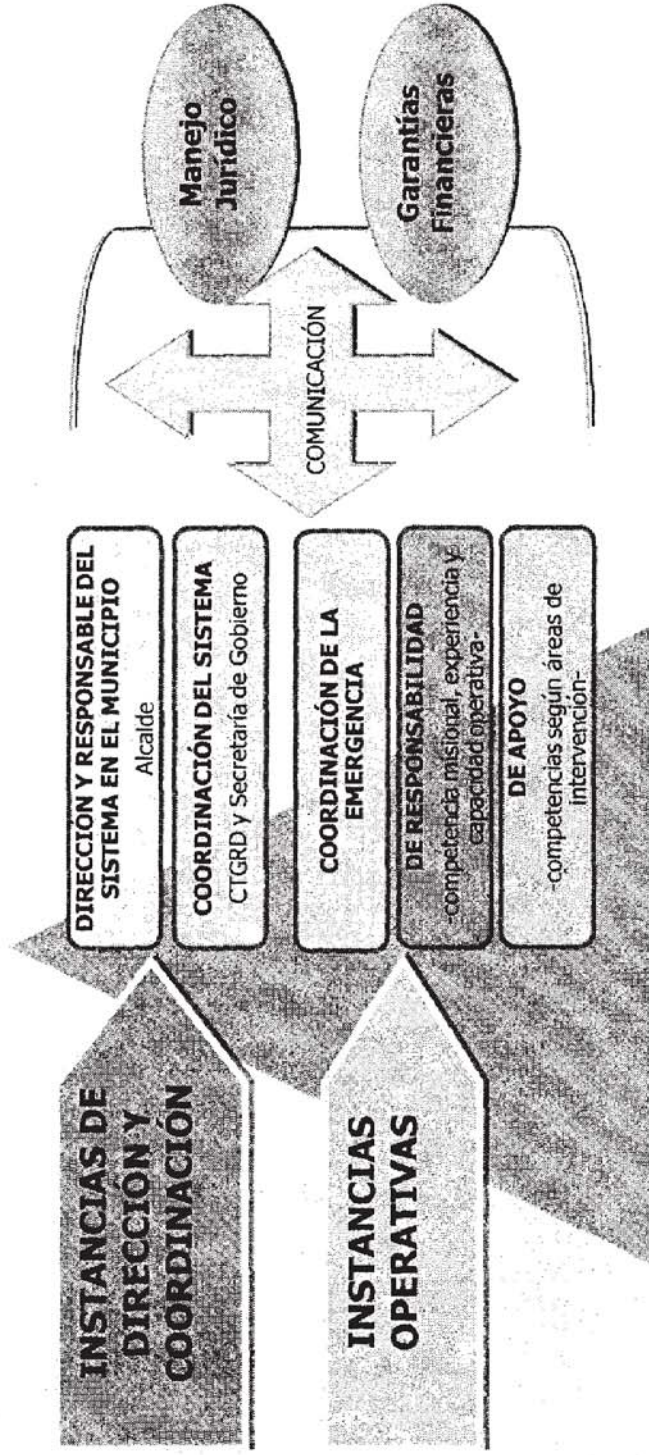 INSTANCIAS DE
DIRECCIÓN Y
COORDINACIÓN
DIRECCION Y RESPONSABLE DEL
SISTEMA EN EL MUNICIPIO
Alcalde
COORDINACIÓN DEL SISTEMA
CTGRD y Secretaría de Gobierno
INSTANCIAS
OPERATIVAS
COORDINACIÓN DE LA
EMERGENCIA
DE RESPONSABILIDAD
-competencia misional, experiencia y
capacidad operativa-
DE APOYO
-competencias según áreas de
intervención-
COMUNICACIÓN
Manejo
Jurídico
Garantías
Financieras